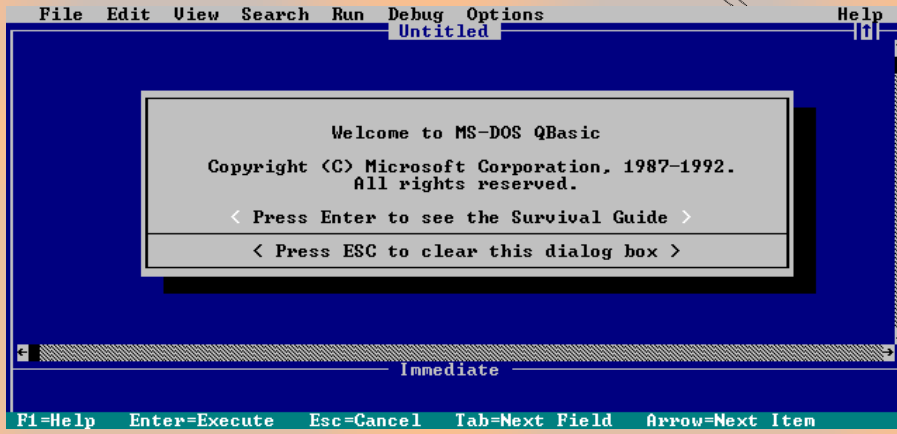 File Edit View Search Run Debug Options Help
Untitled
Welcome to MS-DOS QBasic
Copyright (C) Microsoft Corporation, 1987-1992.
All rights reserved.
< Press Enter to see the Survival Guide >
< Press ESC to clear this dialog box >
Immediate
F1=Help Enter=Execute Esc=Cancel Tab=Next Field Arrow=Next Item